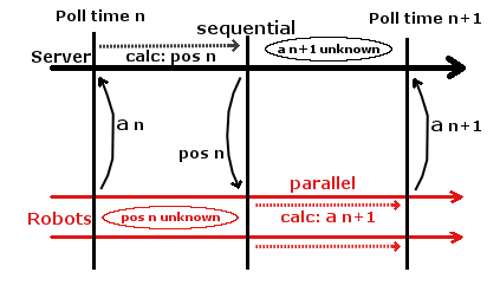 Poll time n
sequential
Poll time n+1
Server
calc: pos n
a n+1 unknown
a n
pos n
a n+1
parallel
Robots
pos n unknown
calc: a n+1